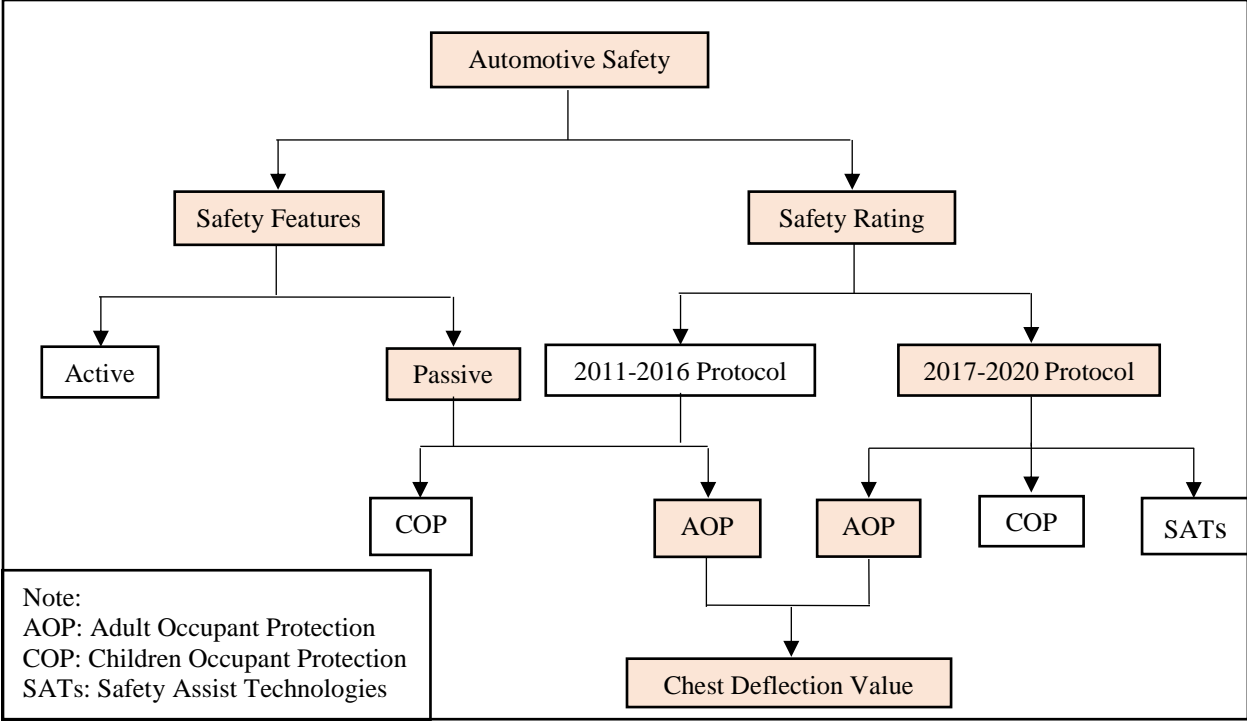 Automotive Safety
Safety Features
Safety Rating
Active
Passive
2011-2016 Protocol
2017-2020 Protocol
COP
AOP
AOP
COP
SATs
Note:
AOP: Adult Occupant Protection
COP: Children Occupant Protection
SATs: Safety Assist Technologies
Chest Deflection Value